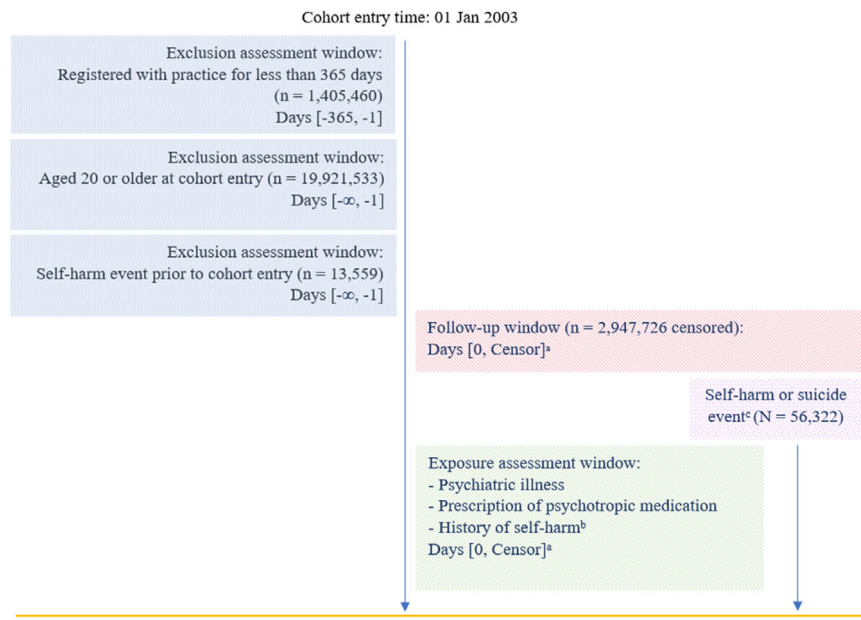 Cohort entry time: 01 Jan 2003
Exclusion assessment window:
Registered with practice for less than 365 days
(n = 1,405,460)
Days [-365, -1]
Exclusion assessment window:
Aged 20 or older at cohort entry (n = 19,921,533)
Days [-∞, -1]
Exclusion assessment window:
Self-harm event prior to cohort entry (n = 13,559)
Days [-∞, -1]
Follow-up window (n = 2,947,726 censored):
Days [0, Censor]ᵃ
Self-harm or suicide
eventᶜ (N = 56,322)
Exposure assessment window:
- Psychiatric illness
- Prescription of psychotropic medication
- History of self-harmᵇ
Days [0, Censor]ᵃ